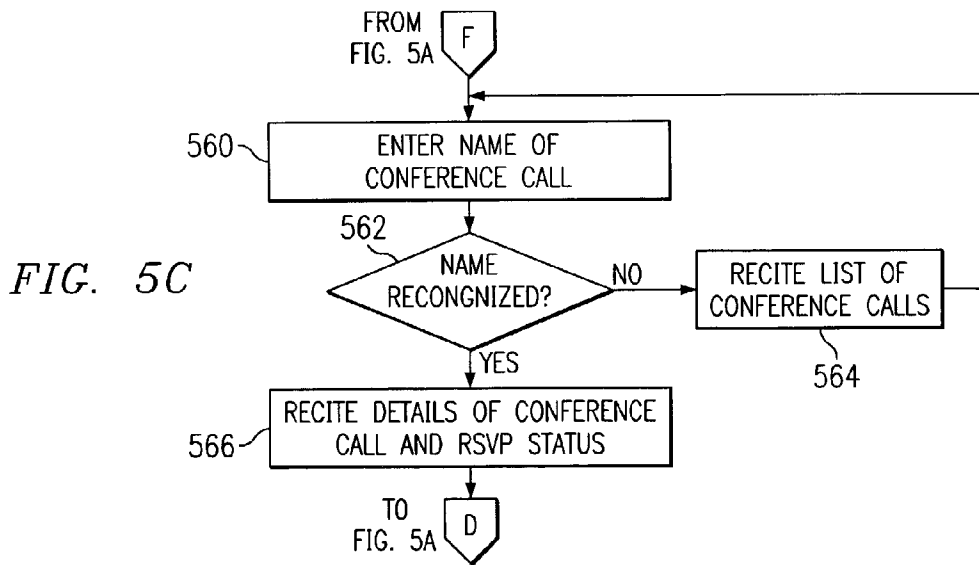 FROM
FIG. 5A
F
560
ENTER NAME OF
CONFERENCE CALL
562
FIG. 5C
NAME
RECONGNIZED?
NO
RECITE LIST OF
CONFERENCE CALLS
564
YES
566
RECITE DETAILS OF CONFERENCE
CALL AND RSVP STATUS
TO
FIG. 5A
D